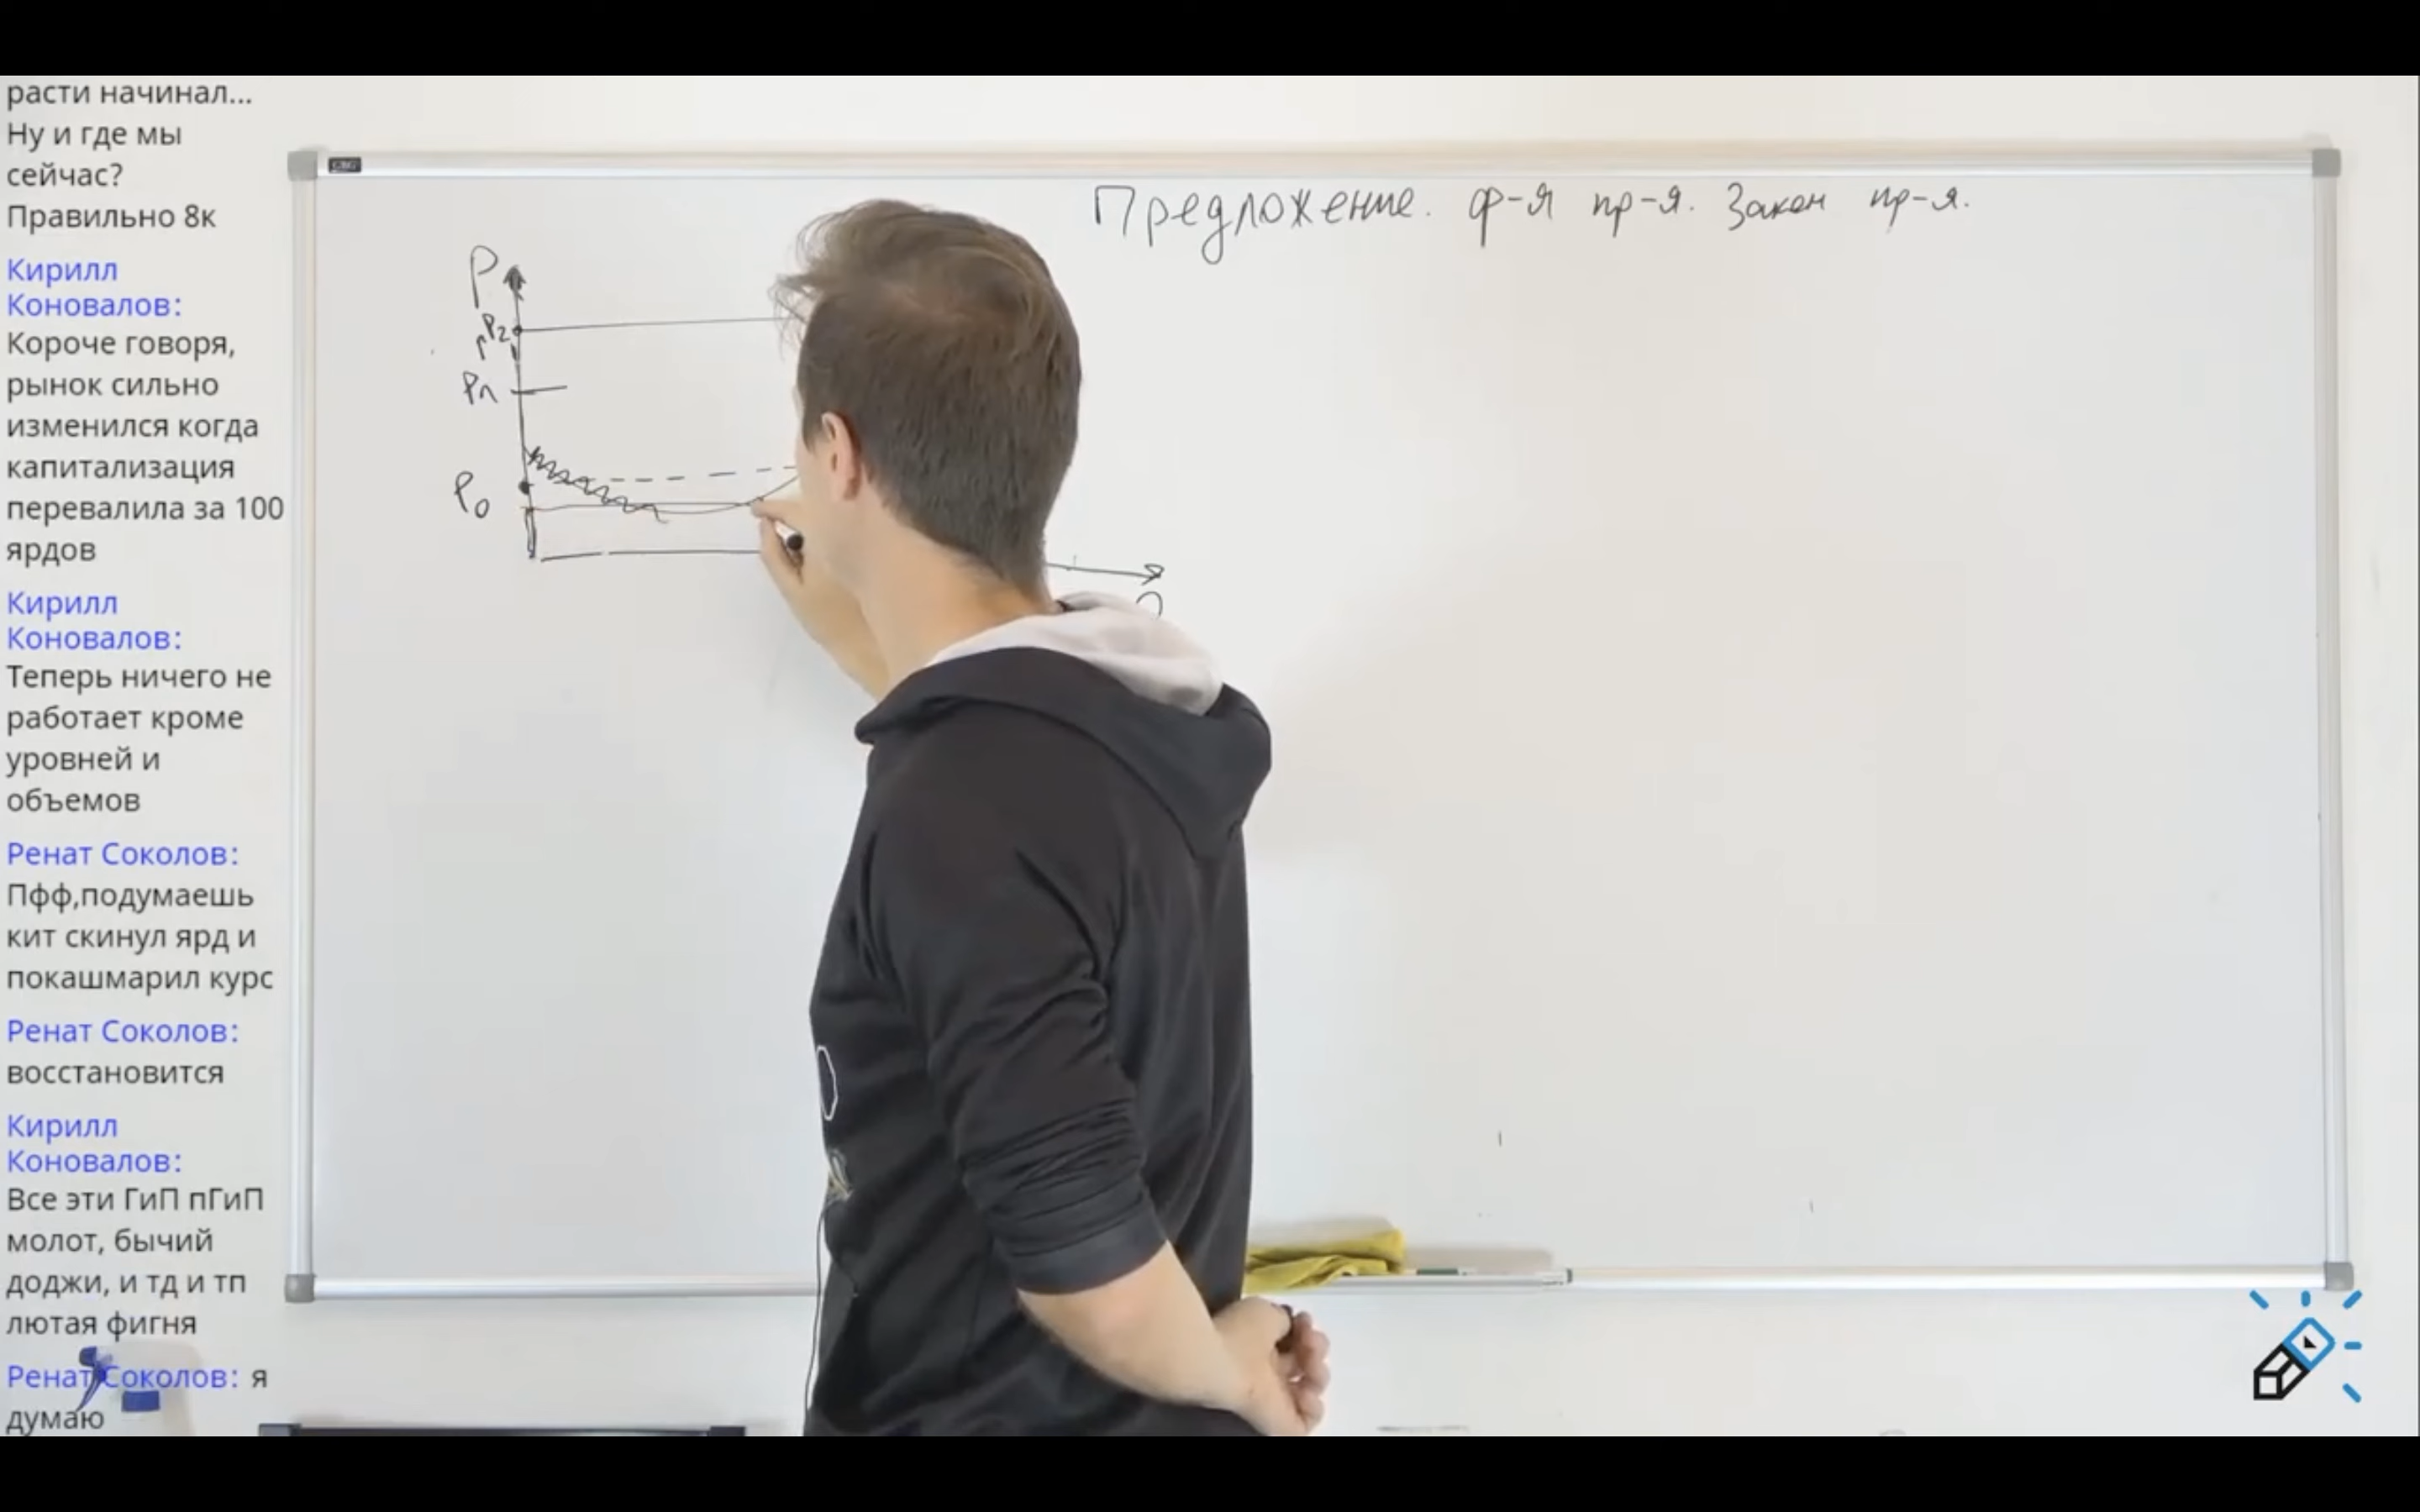 расти начинал...
Ну и где мы
сейчас?
Правильно 8к
Кирилл
Коновалов:
Короче говоря,
рынок сильно
изменился когда
капитализация
перевалила за 100
ярдов
Кирилл
Коновалов:
Теперь ничего не
работает кроме
уровней и
объемов
Ренат Соколов:
Пфф,подумаешь
кит скинул ярд и
покашмарил курс
Ренат Соколов:
восстановится
Кирилл
Коновалов:
Все эти ГиП пГиП
молот, бычий
доджи, и тд и тп
лютая фигня
Ренат Соколов: я
думаю
Предложение. ф-я пр-я. Закон пр-я.
P
P2
P0